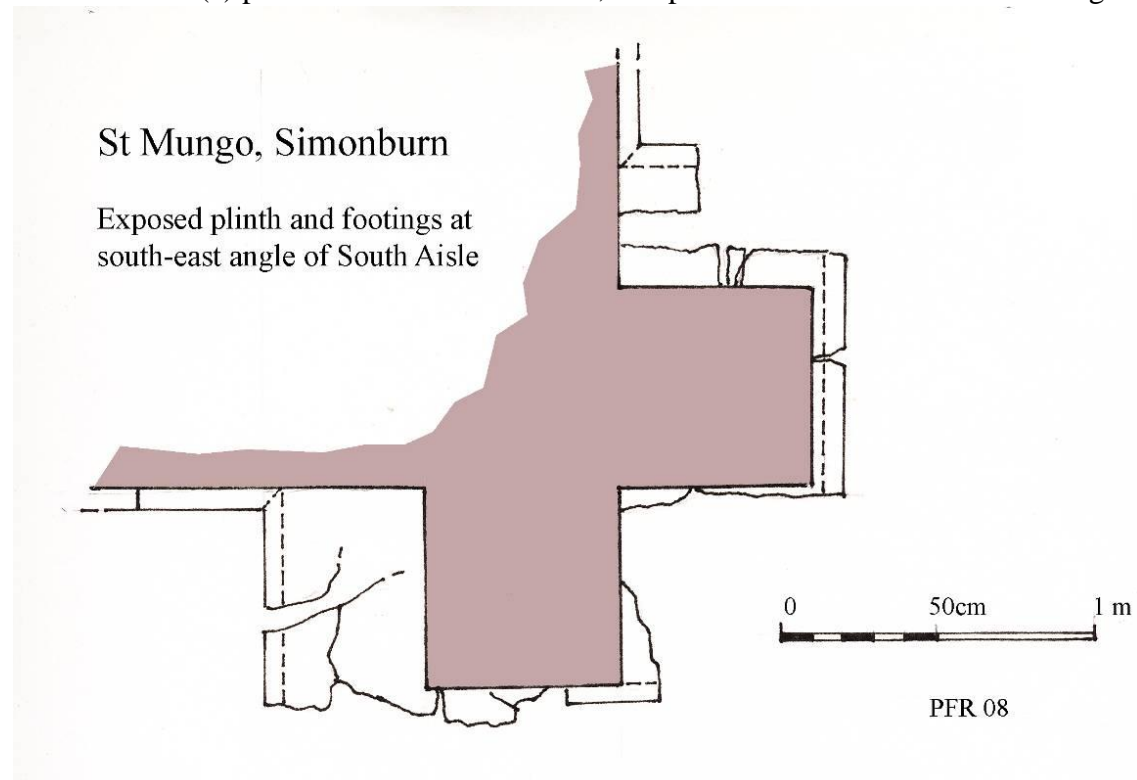 St Mungo, Simonburn
Exposed plinth and footings at
south-east angle of South Aisle
0 50cm 1 m
PFR 08